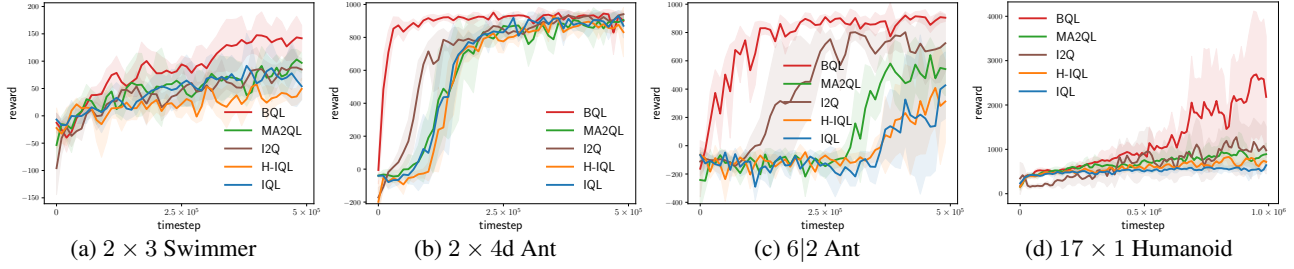 200
150
100
50
0
−50
−100
−150
reward
0
2.5 x 10⁵
5 x 10⁵
timestep
BQL
MA2QL
I2Q
H-IQL
IQL
(a) 2 × 3 Swimmer
1000
800
600
400
200
0
−200
reward
0
2.5 x 10⁵
5 x 10⁵
timestep
BQL
MA2QL
I2Q
H-IQL
IQL
(b) 2 × 4d Ant
1000
800
600
400
200
0
−200
−400
reward
0
2.5 x 10⁵
5 x 10⁵
timestep
BQL
MA2QL
I2Q
H-IQL
IQL
(c) 6|2 Ant
4000
3000
2000
1000
0
reward
0
0.5 x 10⁶
1.0 x 10⁶
timestep
BQL
MA2QL
I2Q
H-IQL
IQL
(d) 17 × 1 Humanoid